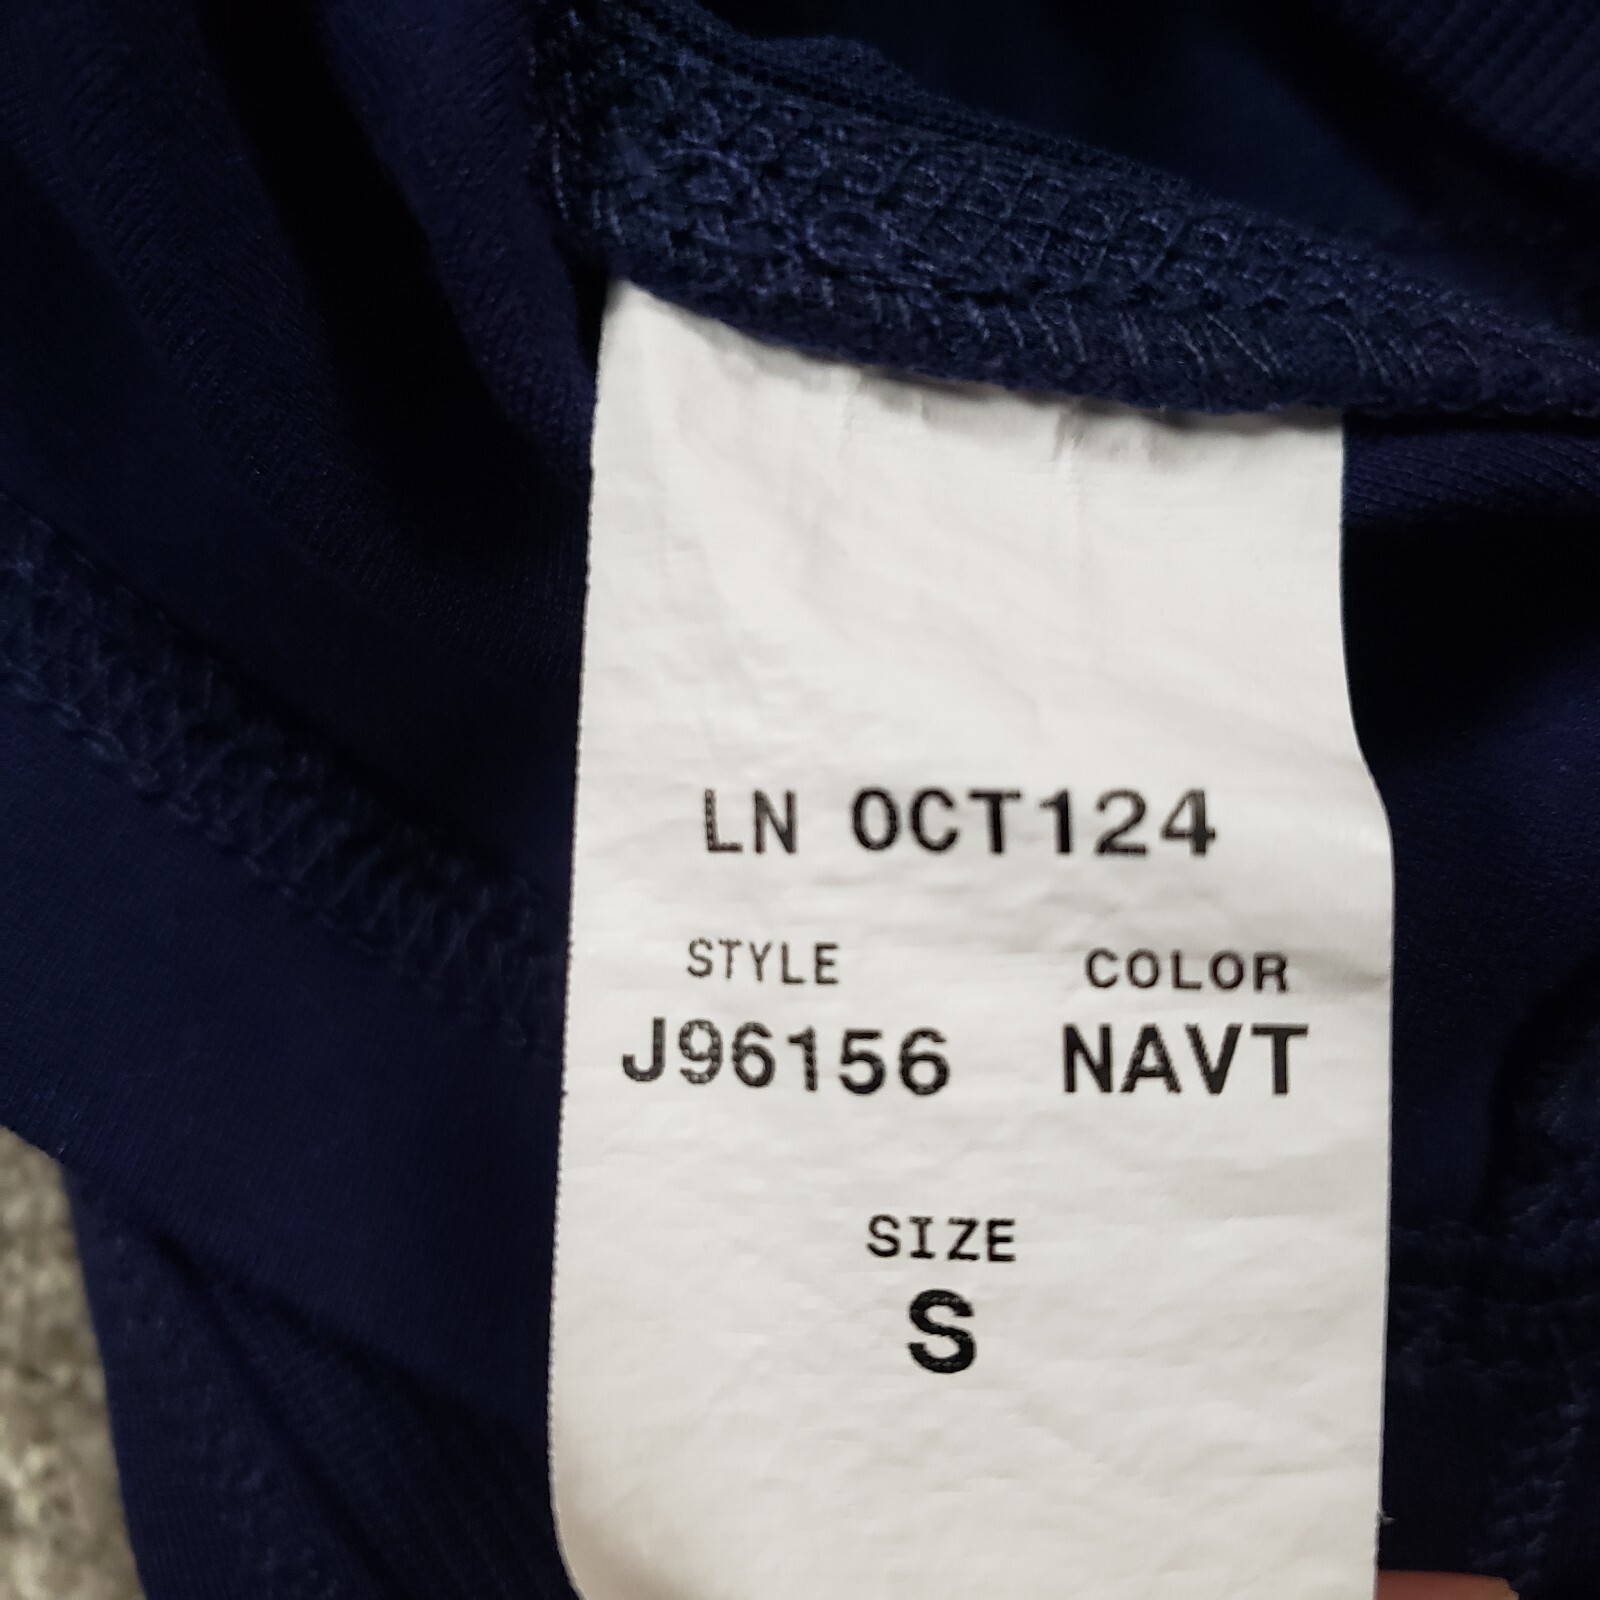 LN OCT124
STYLE COLOR
J96156 NAVT
SIZE
S